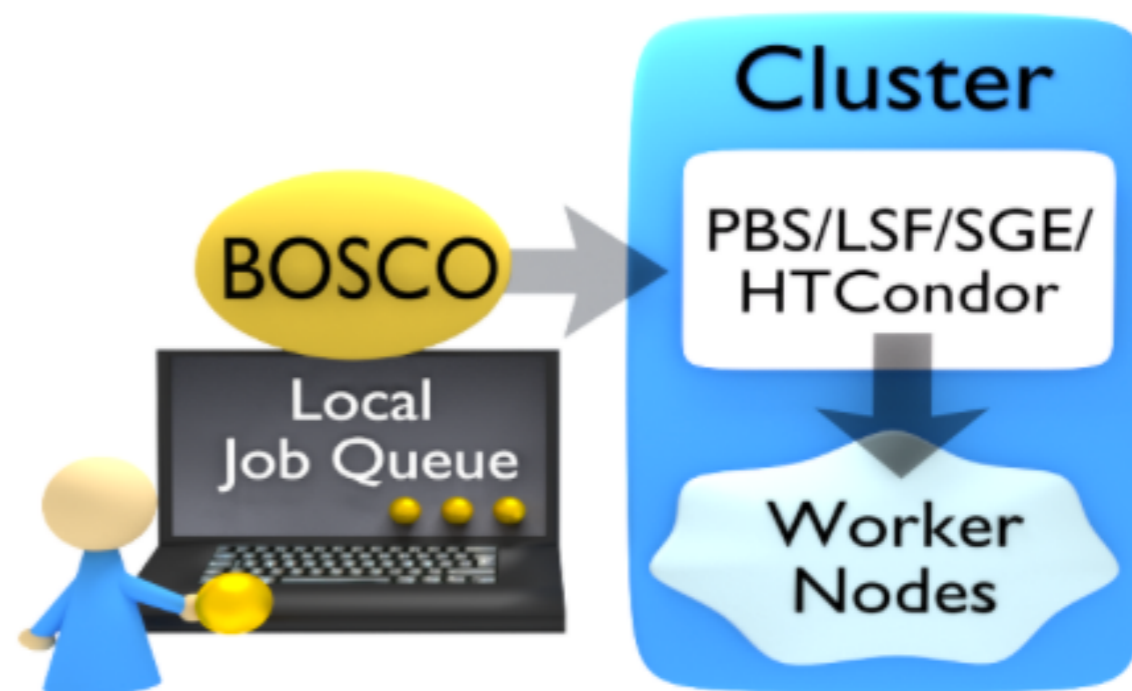 Cluster
PBS/LSF/SGE/
HTCondor
BOSCO
Local
Job Queue
Worker
Nodes